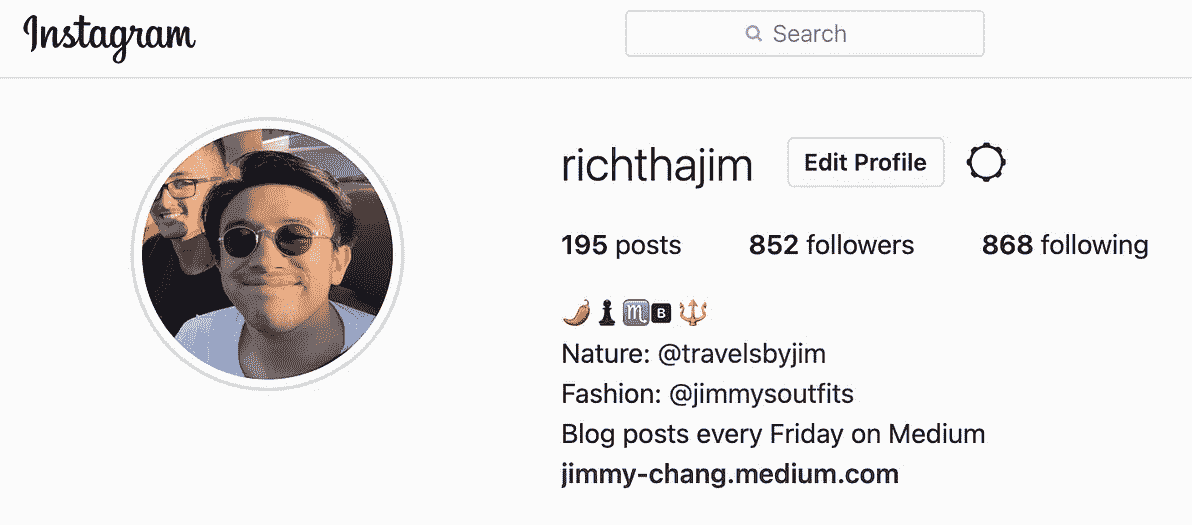 Instagram
Search
richthajim Edit Profile
195 posts 852 followers 868 following
🌶️♟️♏🅱️🔱
Nature: @travelsbyjim
Fashion: @jimmysoutfits
Blog posts every Friday on Medium
jimmy-chang.medium.com